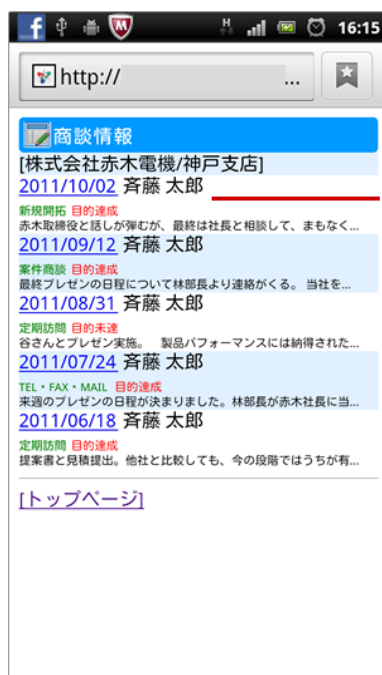 H
16:15
http://
...
商談情報
[株式会社赤木電機/神戸支店]
2011/10/02 斉藤 太郎
新規開拓 目的達成
赤木取締役と話しが弾むが、最終は社長と相談して、まもなく...
2011/09/12 斉藤 太郎
案件商談 目的達成
最終プレゼンの日程について林部長より連絡がくる。 当社を...
2011/08/31 斉藤 太郎
定期訪問 目的未達
谷さんとプレゼン実施。 製品パフォーマンスには納得された...
2011/07/24 斉藤 太郎
TEL・FAX・MAIL 目的達成
来週のプレゼンの日程が決まりました。林部長が赤木社長に当...
2011/06/18 斉藤 太郎
定期訪問 目的達成
提案書と見積提出。他社と比較しても、今の段階ではうちが有...
[トップページ]